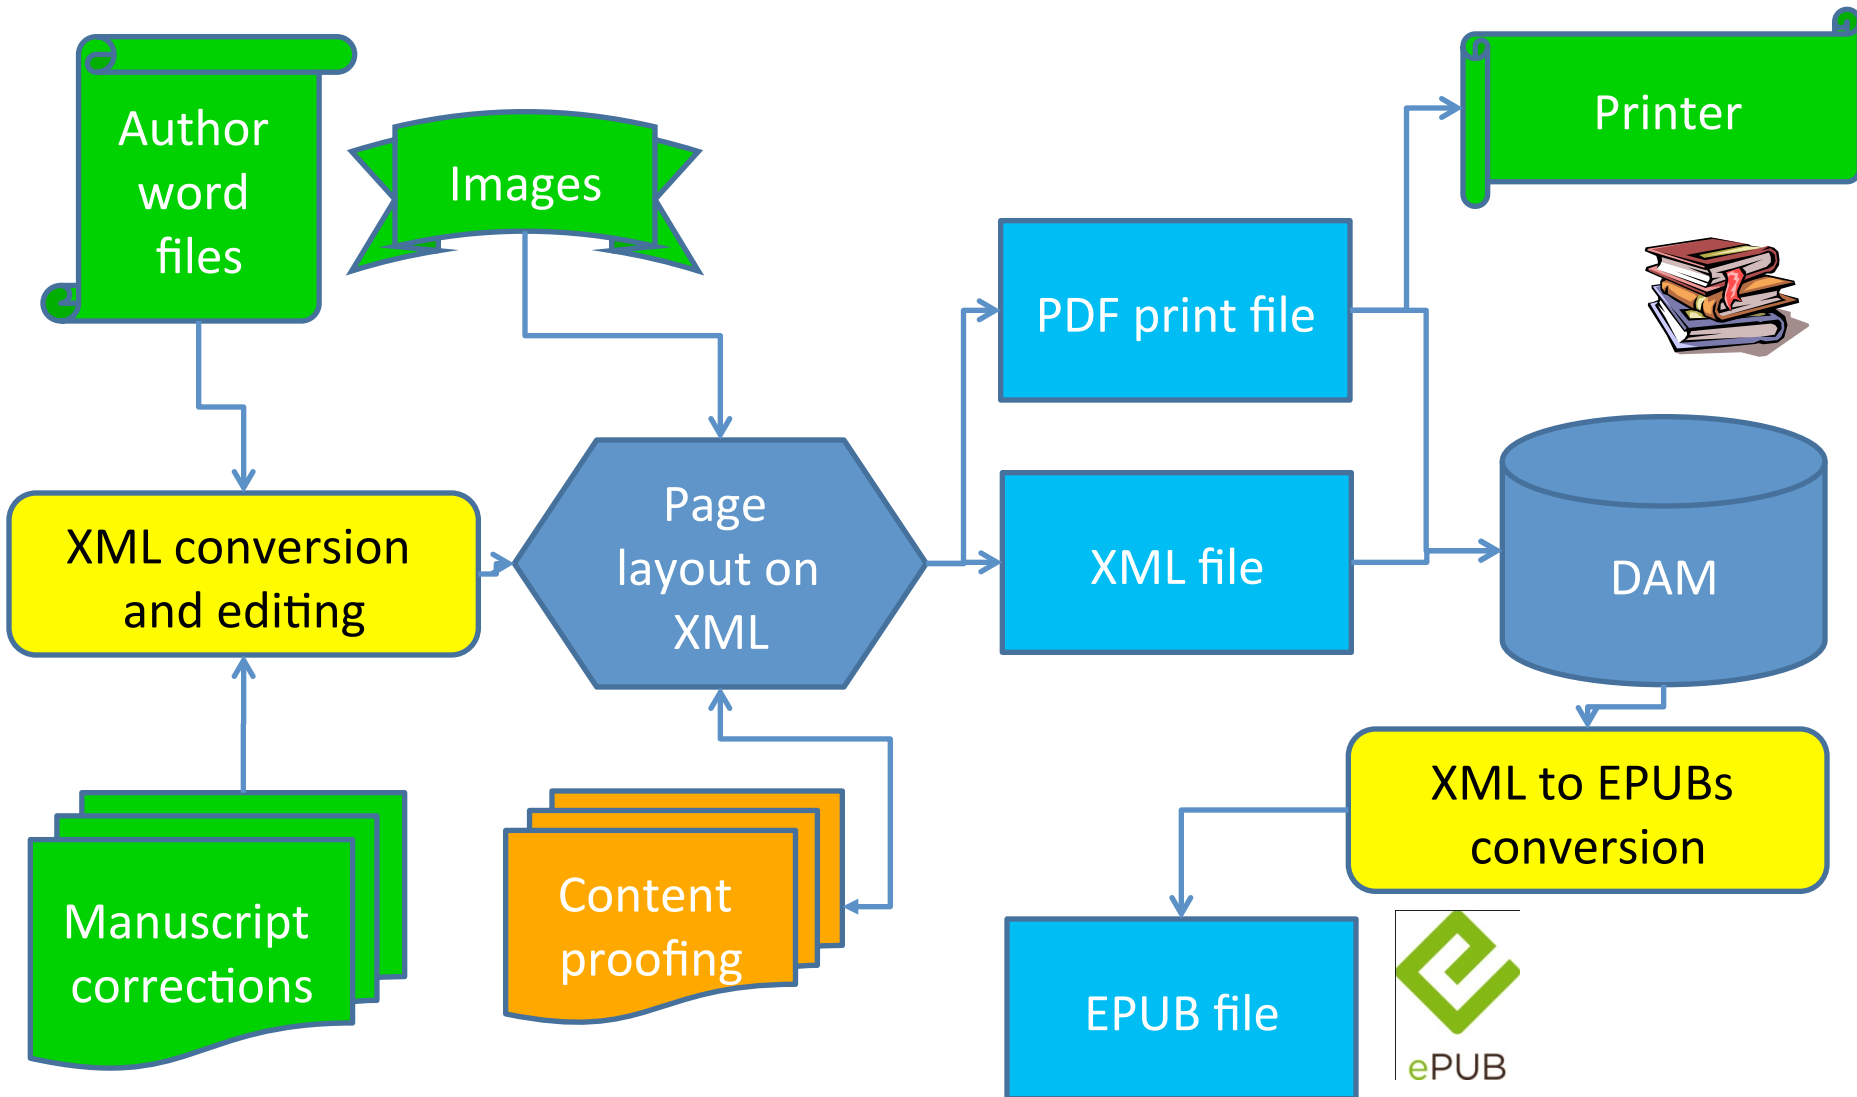 Author
word
files
Images
Printer
PDF print file
XML conversion
and editing
Page
layout on
XML
XML file
DAM
XML to EPUBs
conversion
Manuscript
corrections
Content
proofing
EPUB file
ePUB